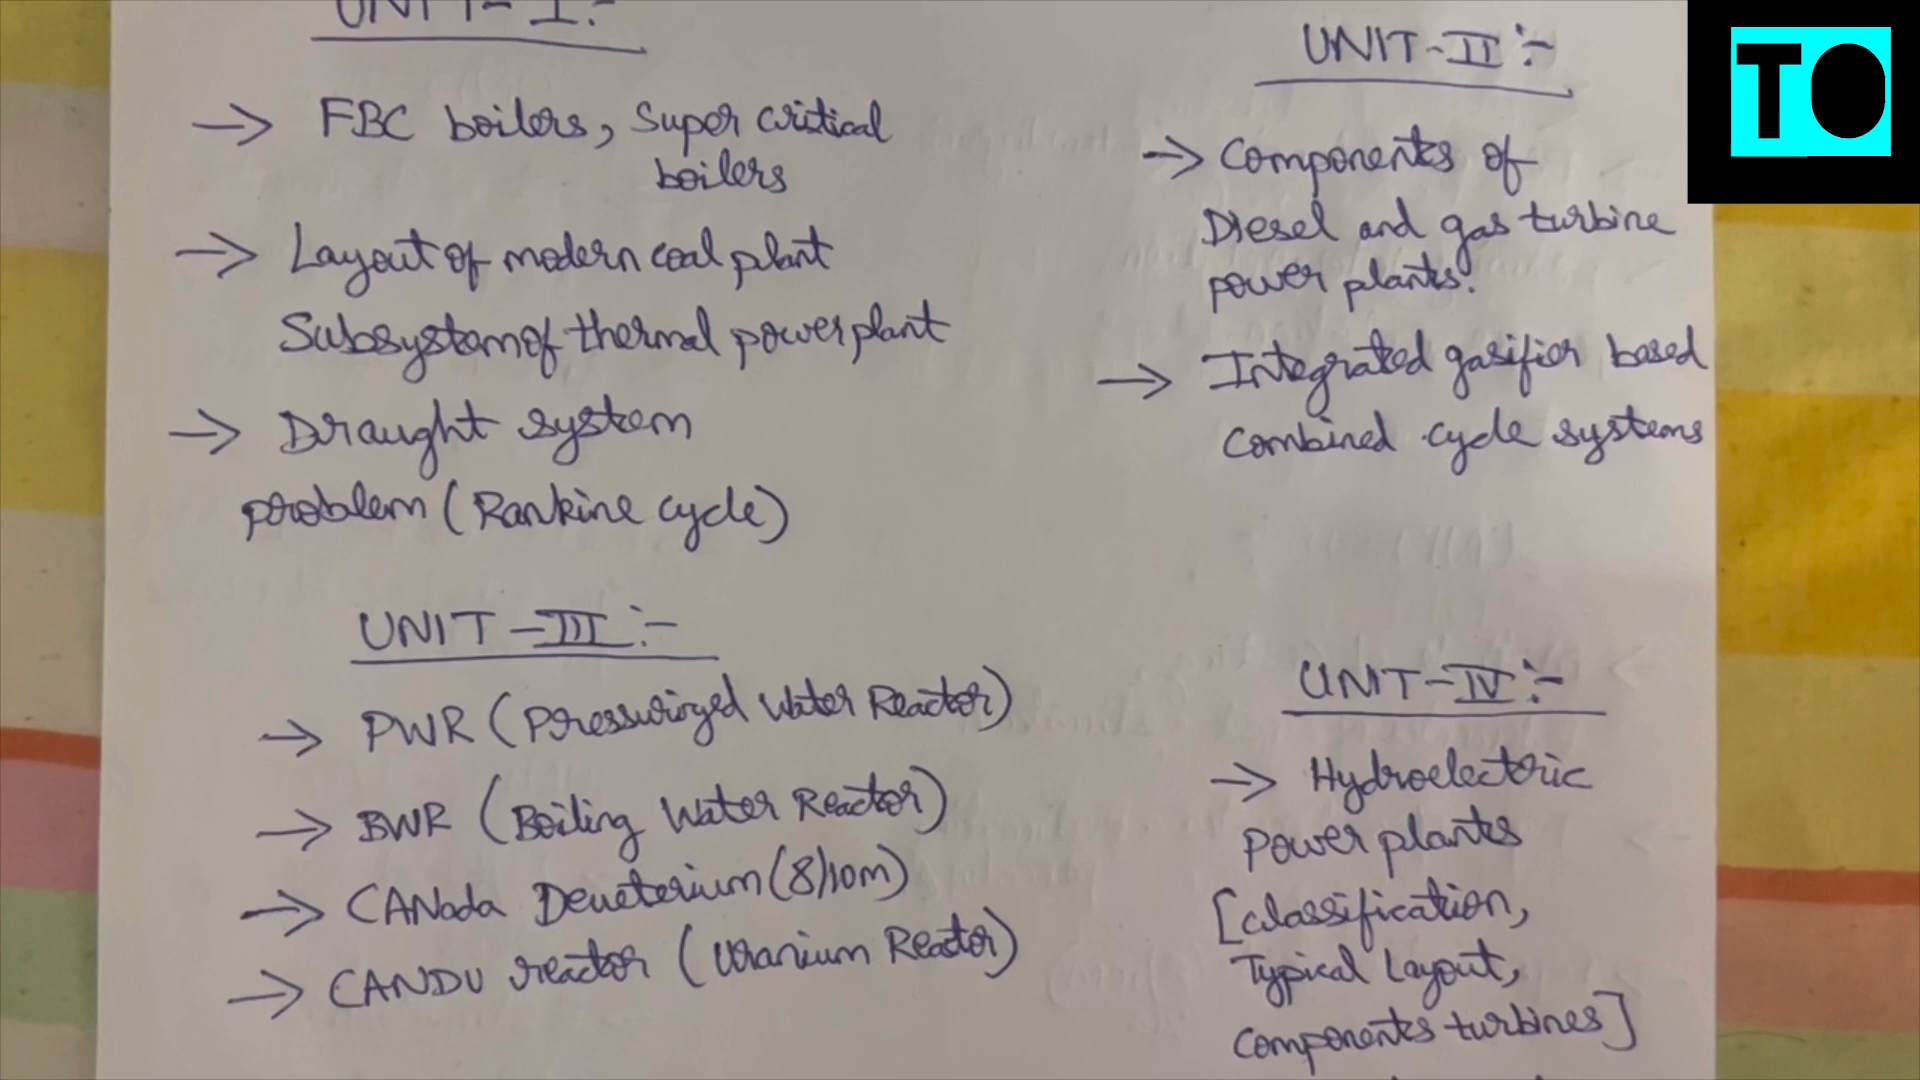 UNIT-I:-
→ FBC boilers, Super critical
boilers
→ Layout of modern coal plant
Subsystem of thermal power plant
→ Draught system
problem (Rankine cycle)
UNIT-II:-
→ Components of
Diesel and gas turbine
power plants.
→ Integrated gasifier based
Combined cycle systems
UNIT-III:-
→ PWR (Pressurized Water Reactor)
→ BWR (Boiling Water Reactor)
→ CANada Deuterium (8/10m)
→ CANDU reactor (Uranium Reactor)
UNIT-IV:-
→ Hydroelectric
Power plants
[classification,
Typical Layout,
components turbines]
TO